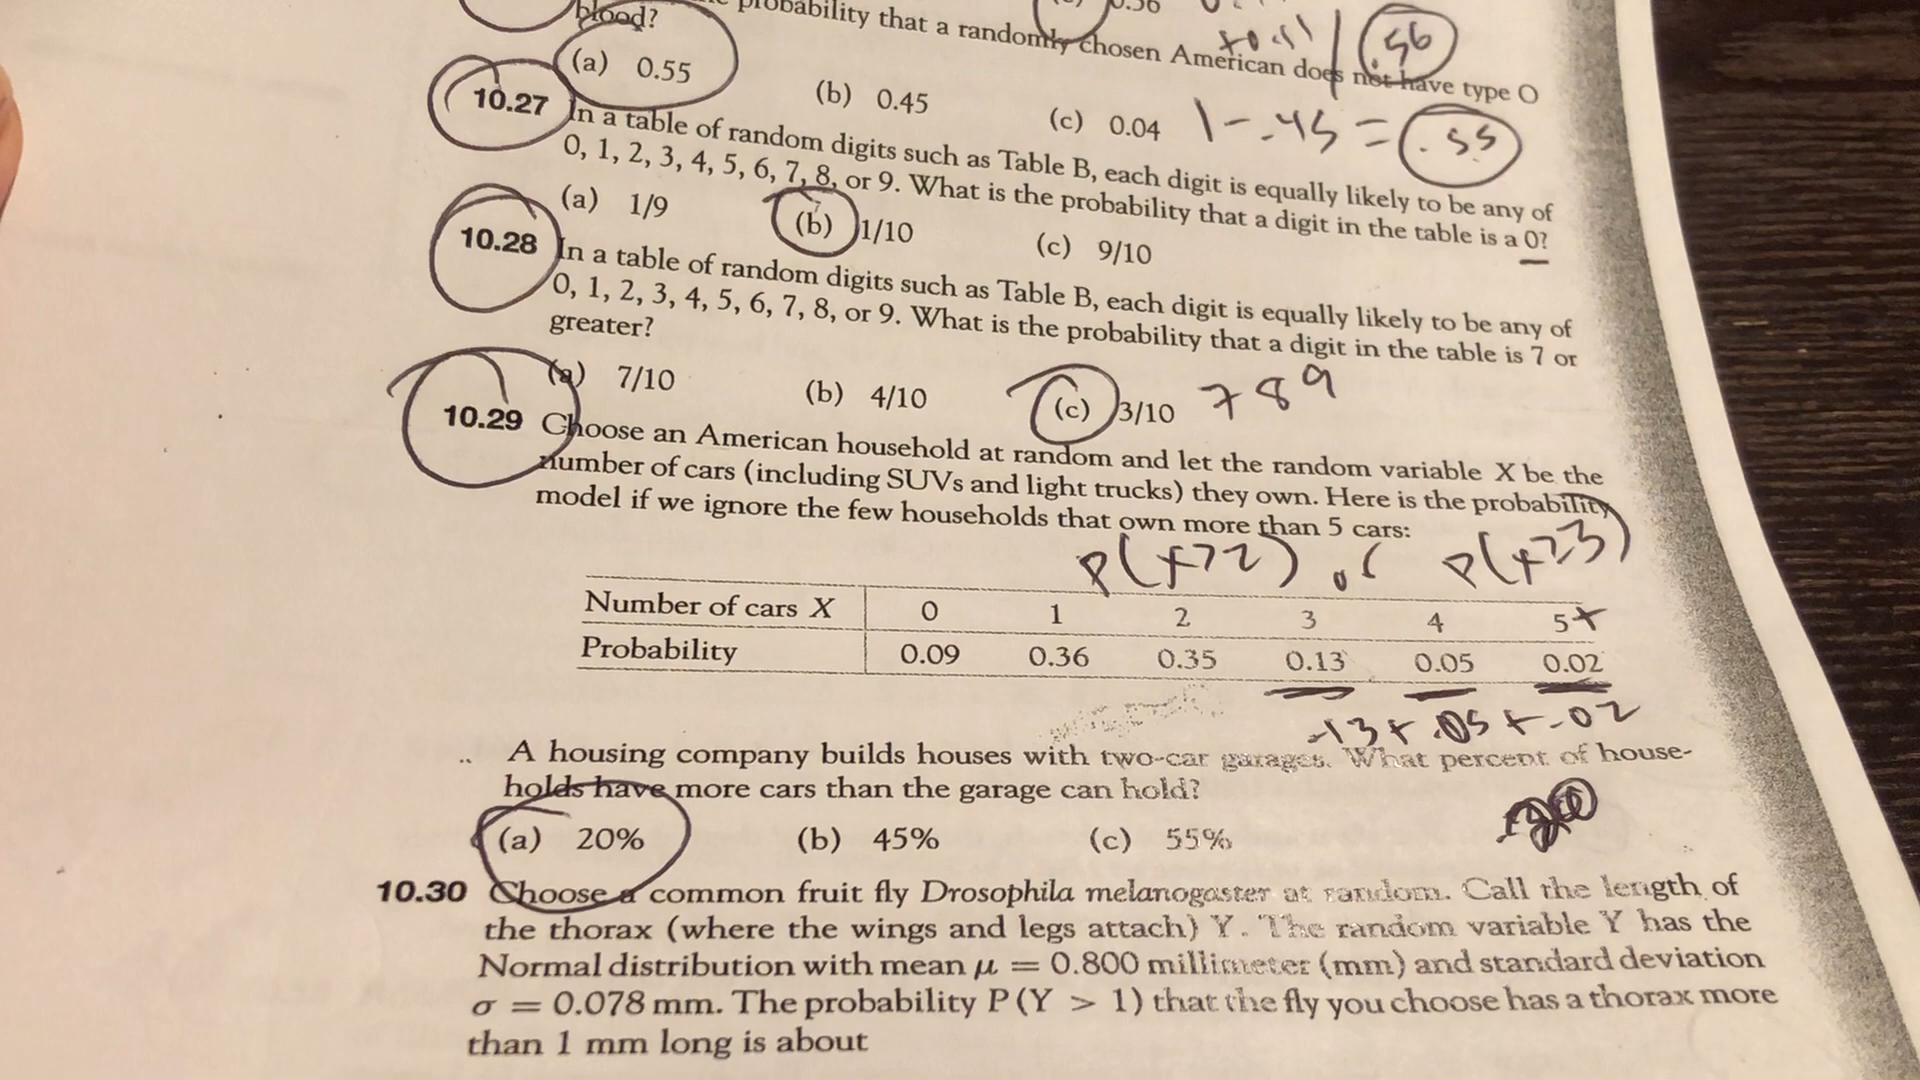 probability that a randomly chosen American does not have type O
blood?
+0.11
.56
(a) 0.55 (b) 0.45 (c) 0.04 1-.45 = .55
10.27 In a table of random digits such as Table B, each digit is equally likely to be any of
0, 1, 2, 3, 4, 5, 6, 7, 8, or 9. What is the probability that a digit in the table is a 0?
(a) 1/9 (b) 1/10 (c) 9/10
10.28 In a table of random digits such as Table B, each digit is equally likely to be any of
0, 1, 2, 3, 4, 5, 6, 7, 8, or 9. What is the probability that a digit in the table is 7 or
greater?
(a) 7/10 (b) 4/10 (c) 3/10 7 8 9
10.29 Choose an American household at random and let the random variable X be the
number of cars (including SUVs and light trucks) they own. Here is the probability
model if we ignore the few households that own more than 5 cars:
P(x>2) or P(x≥3)
Number of cars X 0 1 2 3 4 5+
Probability 0.09 0.36 0.35 0.13 0.05 0.02
.13+.05+.02
A housing company builds houses with two-car garages. What percent of house-
holds have more cars than the garage can hold?
(a) 20% (b) 45% (c) 55%
10.30 Choose a common fruit fly Drosophila melanogaster at random. Call the length of
the thorax (where the wings and legs attach) Y. The random variable Y has the
Normal distribution with mean μ = 0.800 millimeter (mm) and standard deviation
σ = 0.078 mm. The probability P(Y > 1) that the fly you choose has a thorax more
than 1 mm long is about